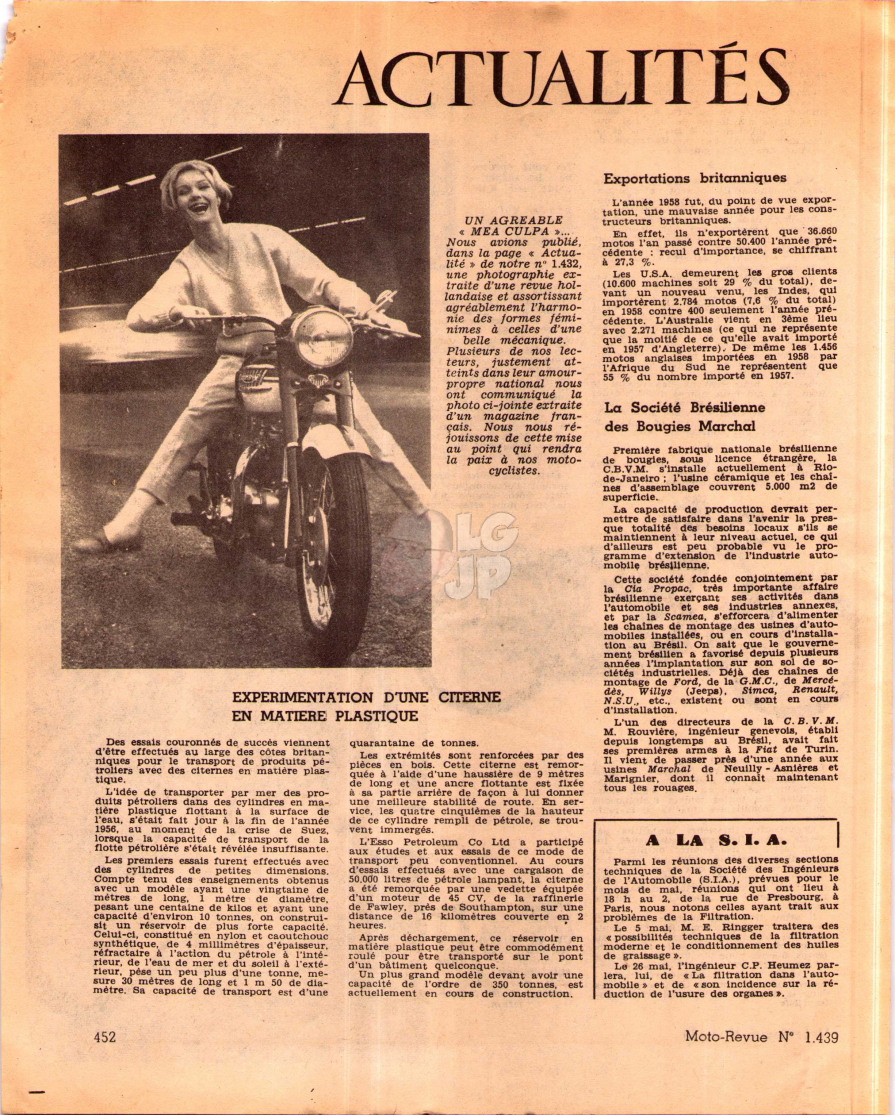 ACTUALITÉS
UN AGREABLE
« MEA CULPA »...
Nous avions publié,
dans la page « Actua-
lité » de notre n° 1.432,
une photographie ex-
traite d'une revue hol-
landaise et assortissant
agréablement l'harmo-
nie des formes fémi-
nimes à celles d'une
belle mécanique.
Plusieurs de nos lec-
teurs, justement at-
teints dans leur amour-
propre national nous
ont communiqué la
photo ci-jointe extraite
d'un magazine fran-
çais. Nous nous ré-
jouissons de cette mise
au point qui rendra
la paix à nos moto-
cyclistes.
LG
JP
EXPERIMENTATION D'UNE CITERNE
EN MATIERE PLASTIQUE
Des essais couronnés de succès viennent
d'être effectués au large des côtes britan-
niques pour le transport de produits pé-
troliers avec des citernes en matière plas-
tique.
L'idée de transporter par mer des pro-
duits pétroliers dans des cylindres en ma-
tière plastique flottant à la surface de
l'eau, s'était fait jour à la fin de l'année
1956, au moment de la crise de Suez,
lorsque la capacité de transport de la
flotte pétrolière s'était révélée insuffisante.
Les premiers essais furent effectués avec
des cylindres de petites dimensions.
Compte tenu des enseignements obtenus
avec un modèle ayant une vingtaine de
mètres de long, 1 mètre de diamètre,
pesant une centaine de kilos et ayant une
capacité d'environ 10 tonnes, on construi-
sit un réservoir de plus forte capacité.
Celui-ci, constitué en nylon et caoutchouc
synthétique, de 4 millimètres d'épaisseur,
réfractaire à l'action du pétrole à l'inté-
rieur, de l'eau de mer et du soleil à l'exté-
rieur, pèse un peu plus d'une tonne, me-
sure 30 mètres de long et 1 m 50 de dia-
mètre. Sa capacité de transport est d'une
quarantaine de tonnes.
Les extrémités sont renforcées par des
pièces en bois. Cette citerne est remor-
quée à l'aide d'une haussière de 9 mètres
de long et une ancre flottante est fixée
à sa partie arrière de façon à lui donner
une meilleure stabilité de route. En ser-
vice, les quatre cinquièmes de la hauteur
de ce cylindre rempli de pétrole, se trou-
vent immergés.
L'Esso Petroleum Co Ltd a participé
aux études et aux essais de ce mode de
transport peu conventionnel. Au cours
d'essais effectués avec une cargaison de
50.000 litres de pétrole lampant, la citerne
a été remorquée par une vedette équipée
d'un moteur de 45 CV, de la raffinerie
de Fawley, près de Southampton, sur une
distance de 16 kilomètres couverte en 2
heures.
Après déchargement, ce réservoir en
matière plastique peut être commodément
roulé pour être transporté sur le pont
d'un bâtiment quelconque.
Un plus grand modèle devant avoir une
capacité de l'ordre de 350 tonnes, est
actuellement en cours de construction.
Exportations britanniques
L'année 1958 fut, du point de vue expor-
tation, une mauvaise année pour les cons-
tructeurs britanniques.
En effet, ils n'exportèrent que 36.660
motos l'an passé contre 50.400 l'année pré-
cédente : recul d'importance, se chiffrant
à 27,3 %.
Les U.S.A. demeurent les gros clients
(10.600 machines soit 29 % du total), de-
vant un nouveau venu, les Indes, qui
importèrent 2.784 motos (7,6 % du total)
en 1958 contre 400 seulement l'année pré-
cédente. L'Australie vient en 3ème lieu
avec 2.271 machines (ce qui ne représente
que la moitié de ce qu'elle avait importé
en 1957 d'Angleterre). De même les 1.456
motos anglaises importées en 1958 par
l'Afrique du Sud ne représentent que
55 % du nombre importé en 1957.
La Société Brésilienne
des Bougies Marchal
Première fabrique nationale brésilienne
de bougies, sous licence étrangère, la
C.B.V.M. s'installe actuellement à Rio-
de-Janeiro ; l'usine céramique et les chaî-
nes d'assemblage couvrent 5.000 m2 de
superficie.
La capacité de production devrait per-
mettre de satisfaire dans l'avenir la pres-
que totalité des besoins locaux s'ils se
maintiennent à leur niveau actuel, ce qui
d'ailleurs est peu probable vu le pro-
gramme d'extension de l'industrie auto-
mobile brésilienne.
Cette société fondée conjointement par
la Cia Propac, très importante affaire
brésilienne exerçant ses activités dans
l'automobile et ses industries annexes,
et par la Scamea, s'efforcera d'alimenter
les chaînes de montage des usines d'auto-
mobiles installées, ou en cours d'installa-
tion au Brésil. On sait que le gouverne-
ment brésilien a favorisé depuis plusieurs
années l'implantation sur son sol de so-
ciétés industrielles. Déjà des chaînes de
montage de Ford, de la G.M.C., de Mercé-
dès, Willys (Jeeps), Simca, Renault,
N.S.U., etc., existent ou sont en cours
d'installation.
L'un des directeurs de la C.B.V.M.
M. Rouvière, ingénieur genevois, établi
depuis longtemps au Brésil, avait fait
ses premières armes à la Fiat de Turin.
Il vient de passer près d'une année aux
usines Marchal de Neuilly - Asnières et
Marignier, dont il connaît maintenant
tous les rouages.
A LA S. I. A.
Parmi les réunions des diverses sections
techniques de la Société des Ingénieurs
de l'Automobile (S.I.A.), prévues pour le
mois de mai, réunions qui ont lieu à
18 h au 2, de la rue de Presbourg, à
Paris, nous notons celles ayant trait aux
problèmes de la Filtration.
Le 5 mai, M. E. Ringger traitera des
« possibilités techniques de la filtration
moderne et le conditionnement des huiles
de graissage ».
Le 26 mai, l'ingénieur C.P. Heumez par-
lera, lui, de « La filtration dans l'auto-
mobile » et de « son incidence sur la ré-
duction de l'usure des organes ».
452
Moto-Revue N° 1.439